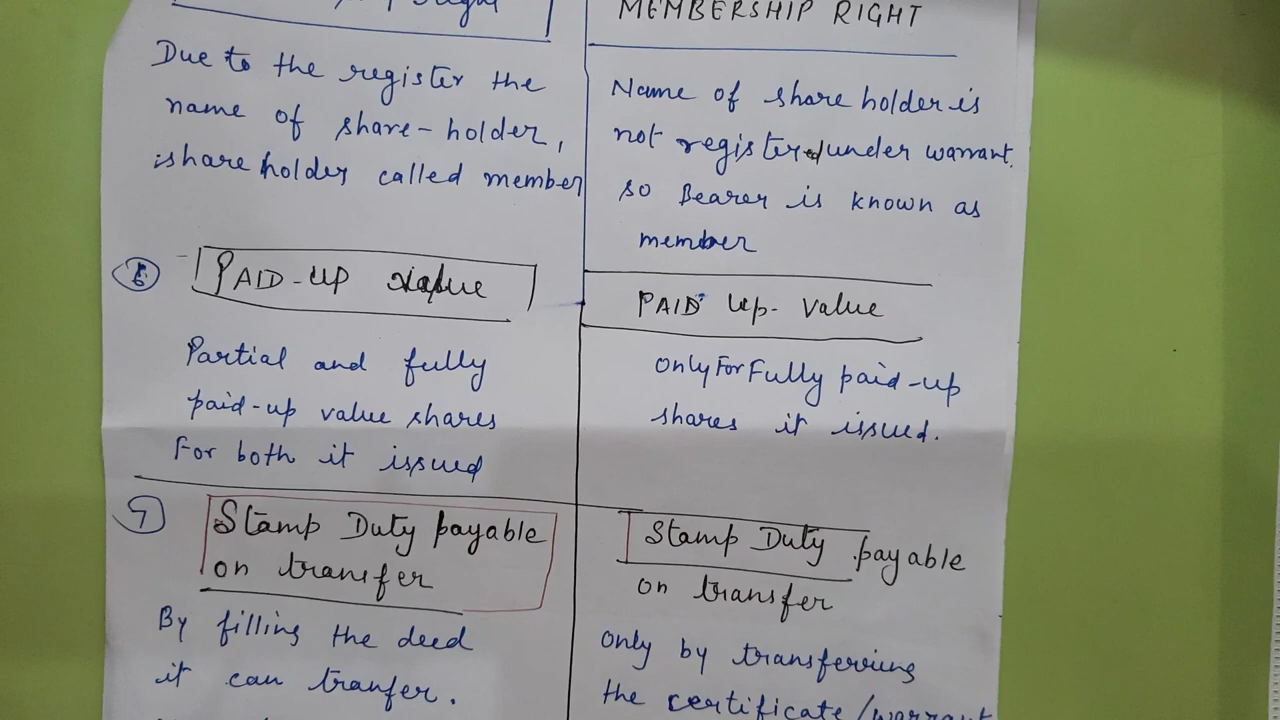 MEMBERSHIP RIGHT
Due to the register the
name of share-holder,
share holder called member
Name of share holder is
not registered under warrant.
so Bearer is known as
member
6
PAID-UP value
Partial and fully
paid-up value shares
For both it issued
PAID Up- value
only For Fully paid-up
shares it issued.
7
Stamp Duty payable
on transfer
By filling the deed
it can tranfer.
Stamp Duty payable
on transfer
only by transferring
the certificate/warrant